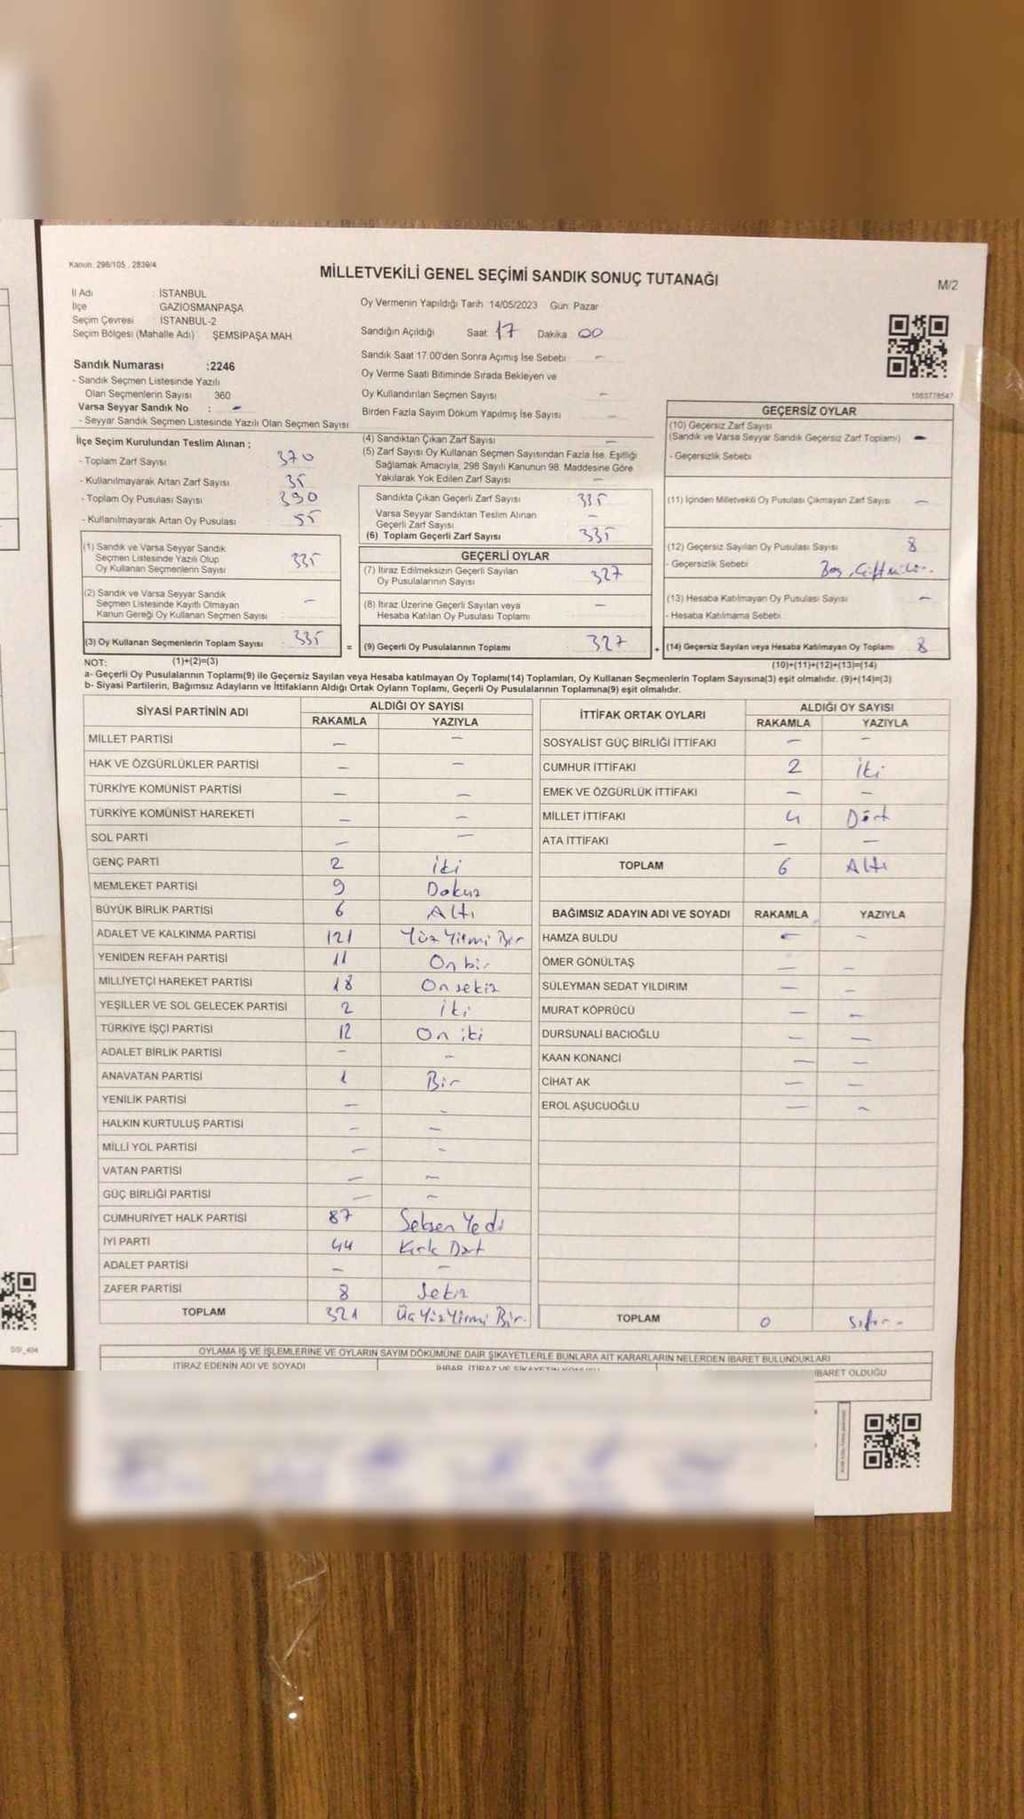 Kanun: 298/105, 2839/4
MİLLETVEKİLİ GENEL SEÇİMİ SANDIK SONUÇ TUTANAĞI
M/2
İl Adı : İSTANBUL
İlçe GAZİOSMANPAŞA
Seçim Çevresi İSTANBUL-2
Seçim Bölgesi (Mahalle Adı) ŞEMSİPAŞA MAH
Oy Vermenin Yapıldığı Tarih 14/05/2023 Gün: Pazar
Sandığın Açıldığı Saat 17 Dakika 00
Sandık Saat 17.00'den Sonra Açılmış İse Sebebi –
Oy Verme Saati Bitiminde Sırada Bekleyen ve
Oy Kullandırılan Seçmen Sayısı –
Birden Fazla Sayım Döküm Yapılmış İse Sayısı –
Sandık Numarası :2246
- Sandık Seçmen Listesinde Yazılı
Olan Seçmenlerin Sayısı 360
Varsa Seyyar Sandık No : –
- Seyyar Sandık Seçmen Listesinde Yazılı Olan Seçmen Sayısı
İlçe Seçim Kurulundan Teslim Alınan ;
- Toplam Zarf Sayısı 370
- Kullanılmayarak Artan Zarf Sayısı 35
- Toplam Oy Pusulası Sayısı 390
- Kullanılmayarak Artan Oy Pusulası 55
(1) Sandık ve Varsa Seyyar Sandık
Seçmen Listesinde Yazılı Olup
Oy Kullanan Seçmenlerin Sayısı 335
(2) Sandık ve Varsa Seyyar Sandık
Seçmen Listesinde Kayıtlı Olmayan
Kanun Gereği Oy Kullanan Seçmen Sayısı –
(3) Oy Kullanan Seçmenlerin Toplam Sayısı 335
(4) Sandıktan Çıkan Zarf Sayısı –
(5) Zarf Sayısı Oy Kullanan Seçmen Sayısından Fazla İse, Eşitliği
Sağlamak Amacıyla, 298 Sayılı Kanunun 98. Maddesine Göre
Yakılarak Yok Edilen Zarf Sayısı –
Sandıkta Çıkan Geçerli Zarf Sayısı 335
Varsa Seyyar Sandıktan Teslim Alınan
Geçerli Zarf Sayısı –
(6) Toplam Geçerli Zarf Sayısı 335
GEÇERLİ OYLAR
(7) İtiraz Edilmeksizin Geçerli Sayılan
Oy Pusulalarının Sayısı 327
(8) İtiraz Üzerine Geçerli Sayılan veya
Hesaba Katılan Oy Pusulası Toplamı –
= (9) Geçerli Oy Pusulalarının Toplamı 327
1063778547
GEÇERSİZ OYLAR
(10) Geçersiz Zarf Sayısı
(Sandık ve Varsa Seyyar Sandık Geçersiz Zarf Toplamı) –
- Geçersizlik Sebebi
(11) İçinden Milletvekili Oy Pusulası Çıkmayan Zarf Sayısı –
(12) Geçersiz Sayılan Oy Pusulası Sayısı 8
- Geçersizlik Sebebi Boş,
(13) Hesaba Katılmayan Oy Pusulası Sayısı –
- Hesaba Katılmama Sebebi
+ (14) Geçersiz Sayılan veya Hesaba Katılmayan Oy Toplamı 8
NOT: (1)+(2)=(3) (10)+(11)+(12)+(13)=(14)
a- Geçerli Oy Pusulalarının Toplamı(9) ile Geçersiz Sayılan veya Hesaba katılmayan Oy Toplamı(14) Toplamları, Oy Kullanan Seçmenlerin Toplam Sayısına(3) eşit olmalıdır. (9)+(14)=(3)
b- Siyasi Partilerin, Bağımsız Adayların ve İttifakların Aldığı Ortak Oyların Toplamı, Geçerli Oy Pusulalarının Toplamına(9) eşit olmalıdır.
SİYASİ PARTİNİN ADI ALDIĞI OY SAYISI
RAKAMLA YAZIYLA
MİLLET PARTİSİ – –
HAK VE ÖZGÜRLÜKLER PARTİSİ – –
TÜRKİYE KOMÜNİST PARTİSİ – –
TÜRKİYE KOMÜNİST HAREKETİ – –
SOL PARTİ – –
GENÇ PARTİ 2 İki
MEMLEKET PARTİSİ 9 Dokuz
BÜYÜK BİRLİK PARTİSİ 6 Altı
ADALET VE KALKINMA PARTİSİ 121 Yüz Yirmi Bir
YENİDEN REFAH PARTİSİ 11 On bir
MİLLİYETÇİ HAREKET PARTİSİ 18 On sekiz
YEŞİLLER VE SOL GELECEK PARTİSİ 2 İki
TÜRKİYE İŞÇİ PARTİSİ 12 On iki
ADALET BİRLİK PARTİSİ – –
ANAVATAN PARTİSİ 1 Bir
YENİLİK PARTİSİ – –
HALKIN KURTULUŞ PARTİSİ – –
MİLLİ YOL PARTİSİ – –
VATAN PARTİSİ – –
GÜÇ BİRLİĞİ PARTİSİ – –
CUMHURİYET HALK PARTİSİ 87 Seksen Yedi
İYİ PARTİ 44 Kırk Dört
ADALET PARTİSİ – –
ZAFER PARTİSİ 8 Sekiz
TOPLAM 321 Üç Yüz Yirmi Bir
İTTİFAK ORTAK OYLARI ALDIĞI OY SAYISI
RAKAMLA YAZIYLA
SOSYALİST GÜÇ BİRLİĞİ İTTİFAKI – –
CUMHUR İTTİFAKI 2 İki
EMEK VE ÖZGÜRLÜK İTTİFAKI – –
MİLLET İTTİFAKI 4 Dört
ATA İTTİFAKI – –
TOPLAM 6 Altı
BAĞIMSIZ ADAYIN ADI VE SOYADI RAKAMLA YAZIYLA
HAMZA BULDU – –
ÖMER GÖNÜLTAŞ – –
SÜLEYMAN SEDAT YILDIRIM – –
MURAT KÖPRÜCÜ – –
DURSUNALİ BACIOĞLU – –
KAAN KONANCİ – –
CİHAT AK – –
EROL AŞUCUOĞLU – –
TOPLAM 0 Sıfır
OYLAMA İŞ VE İŞLEMLERİNE VE OYLARIN SAYIM DÖKÜMÜNE DAİR ŞİKAYETLERLE BUNLARA AİT KARARLARIN NELERDEN İBARET BULUNDUKLARI
İTİRAZ EDENİN ADI VE SOYADI İHBAR, İTİRAZ VE ŞİKAYETİN KONUSU İBARET OLDUĞU